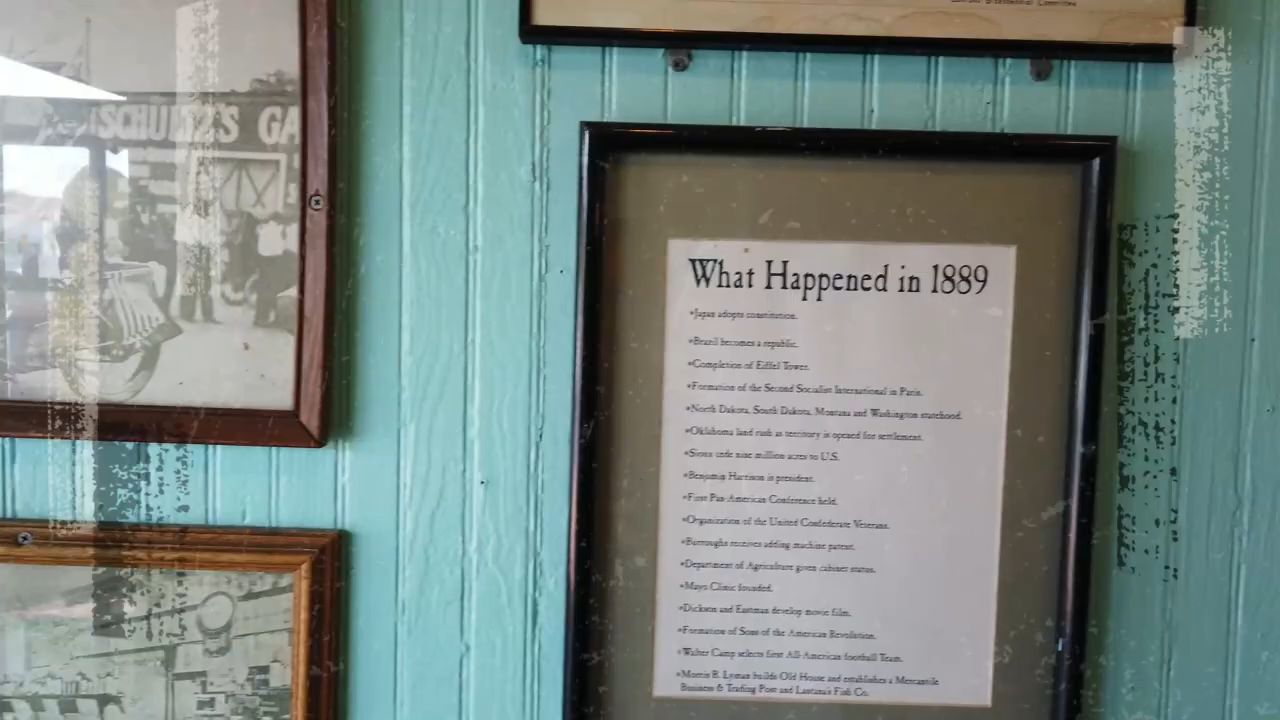 Bicentennial Committee
SCHULTZ'S GA
What Happened in 1889
*Japan adopts constitution.
*Brazil becomes a republic.
*Completion of Eiffel Tower.
*Formation of the Second Socialist International in Paris.
*North Dakota, South Dakota, Montana and Washington statehood.
*Oklahoma land rush as territory is opened for settlement.
*Sioux cede nine million acres to U.S.
*Benjamin Harrison is president.
*First Pan-American Conference held.
*Organization of the United Confederate Veterans.
*Burroughs receives adding machine patent.
*Department of Agriculture given cabinet status.
*Mayo Clinic founded.
*Dickson and Eastman develop movie film.
*Formation of Sons of the American Revolution.
*Walter Camp selects first All-American football Team.
*Morris B. Lyman builds Old House and establishes a Mercantile
Business & Trading Post and Lantana's Fish Co.